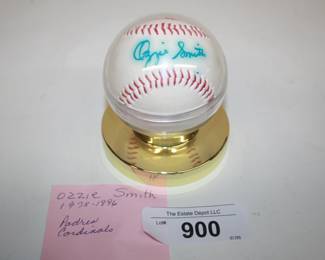 Ozzie Smith
Ozzie Smith
1978-1996
Padres
Cardinals
The Estate Depot LLC
Lot#
900